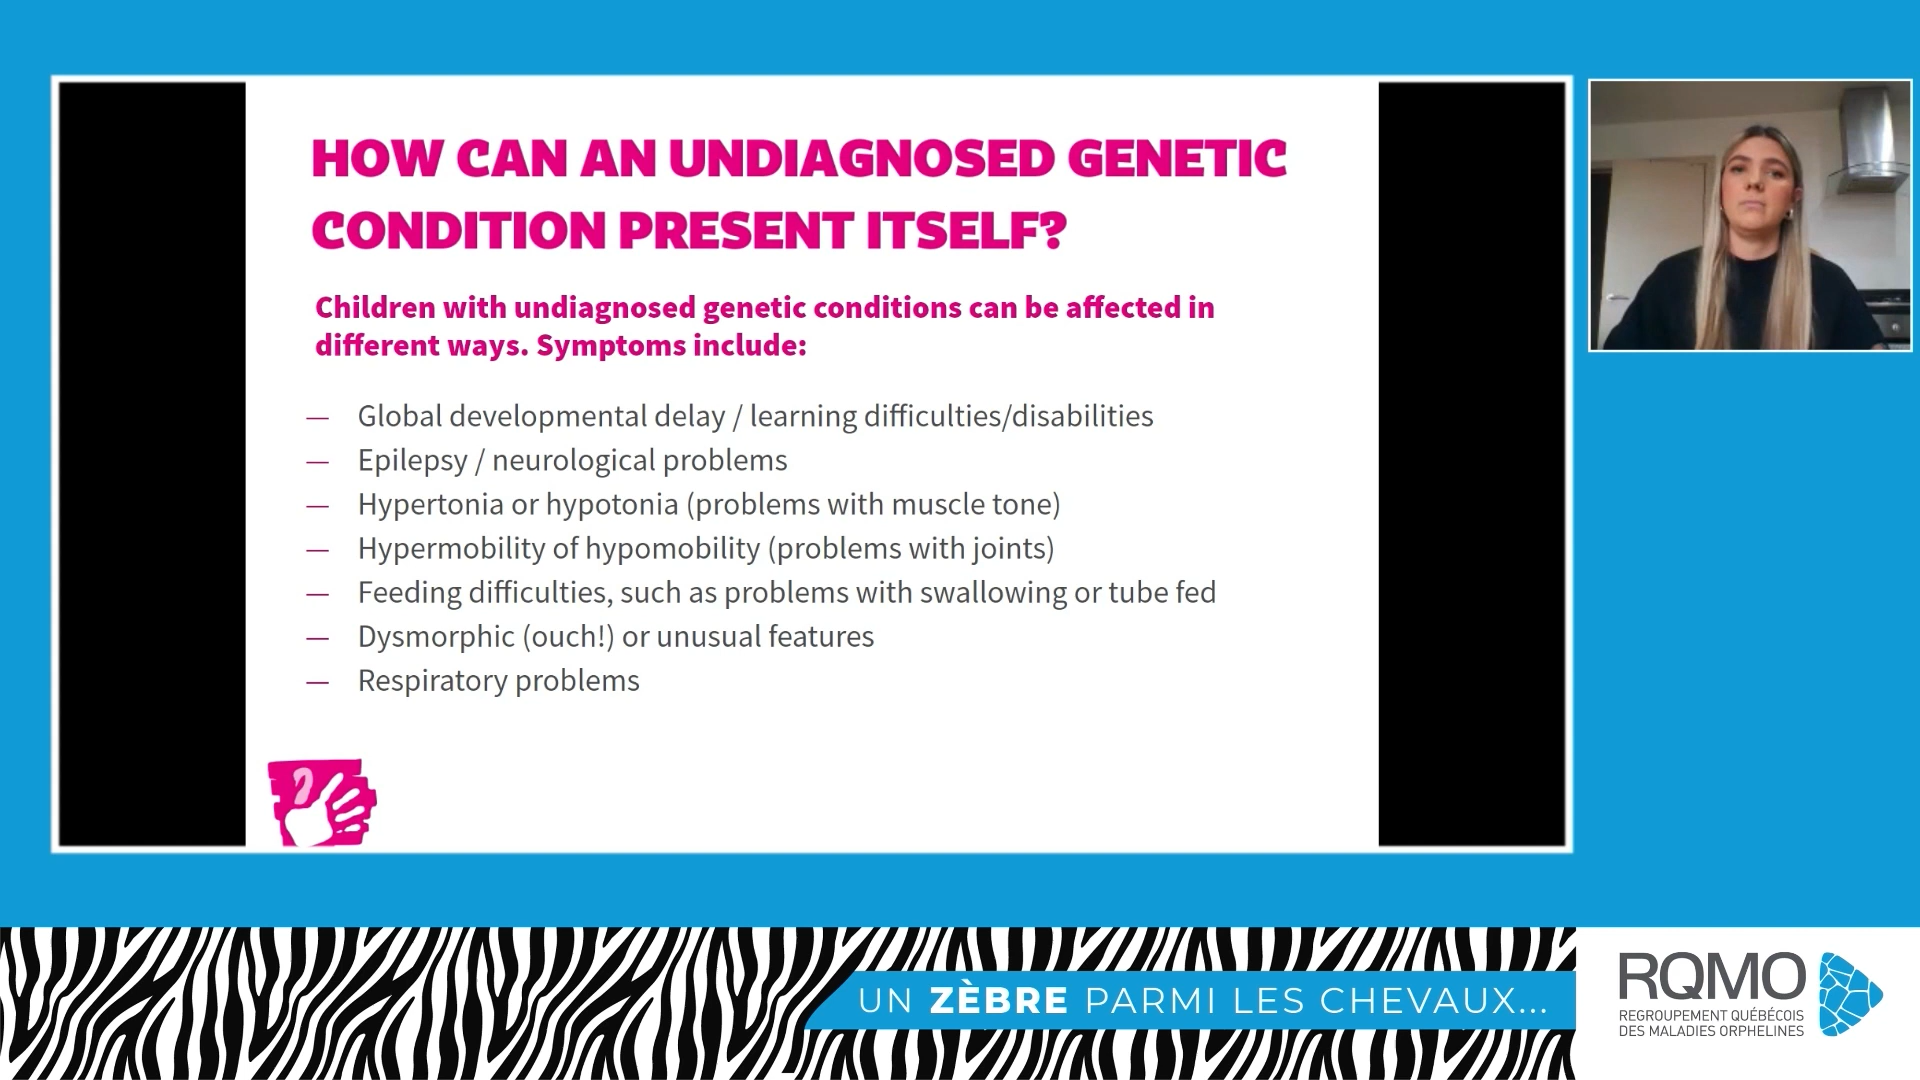 HOW CAN AN UNDIAGNOSED GENETIC
CONDITION PRESENT ITSELF?
Children with undiagnosed genetic conditions can be affected in
different ways. Symptoms include:
— Global developmental delay / learning difficulties/disabilities
— Epilepsy / neurological problems
— Hypertonia or hypotonia (problems with muscle tone)
— Hypermobility of hypomobility (problems with joints)
— Feeding difficulties, such as problems with swallowing or tube fed
— Dysmorphic (ouch!) or unusual features
— Respiratory problems
UN ZÈBRE PARMI LES CHEVAUX...
RQMO
REGROUPEMENT QUÉBÉCOIS
DES MALADIES ORPHELINES